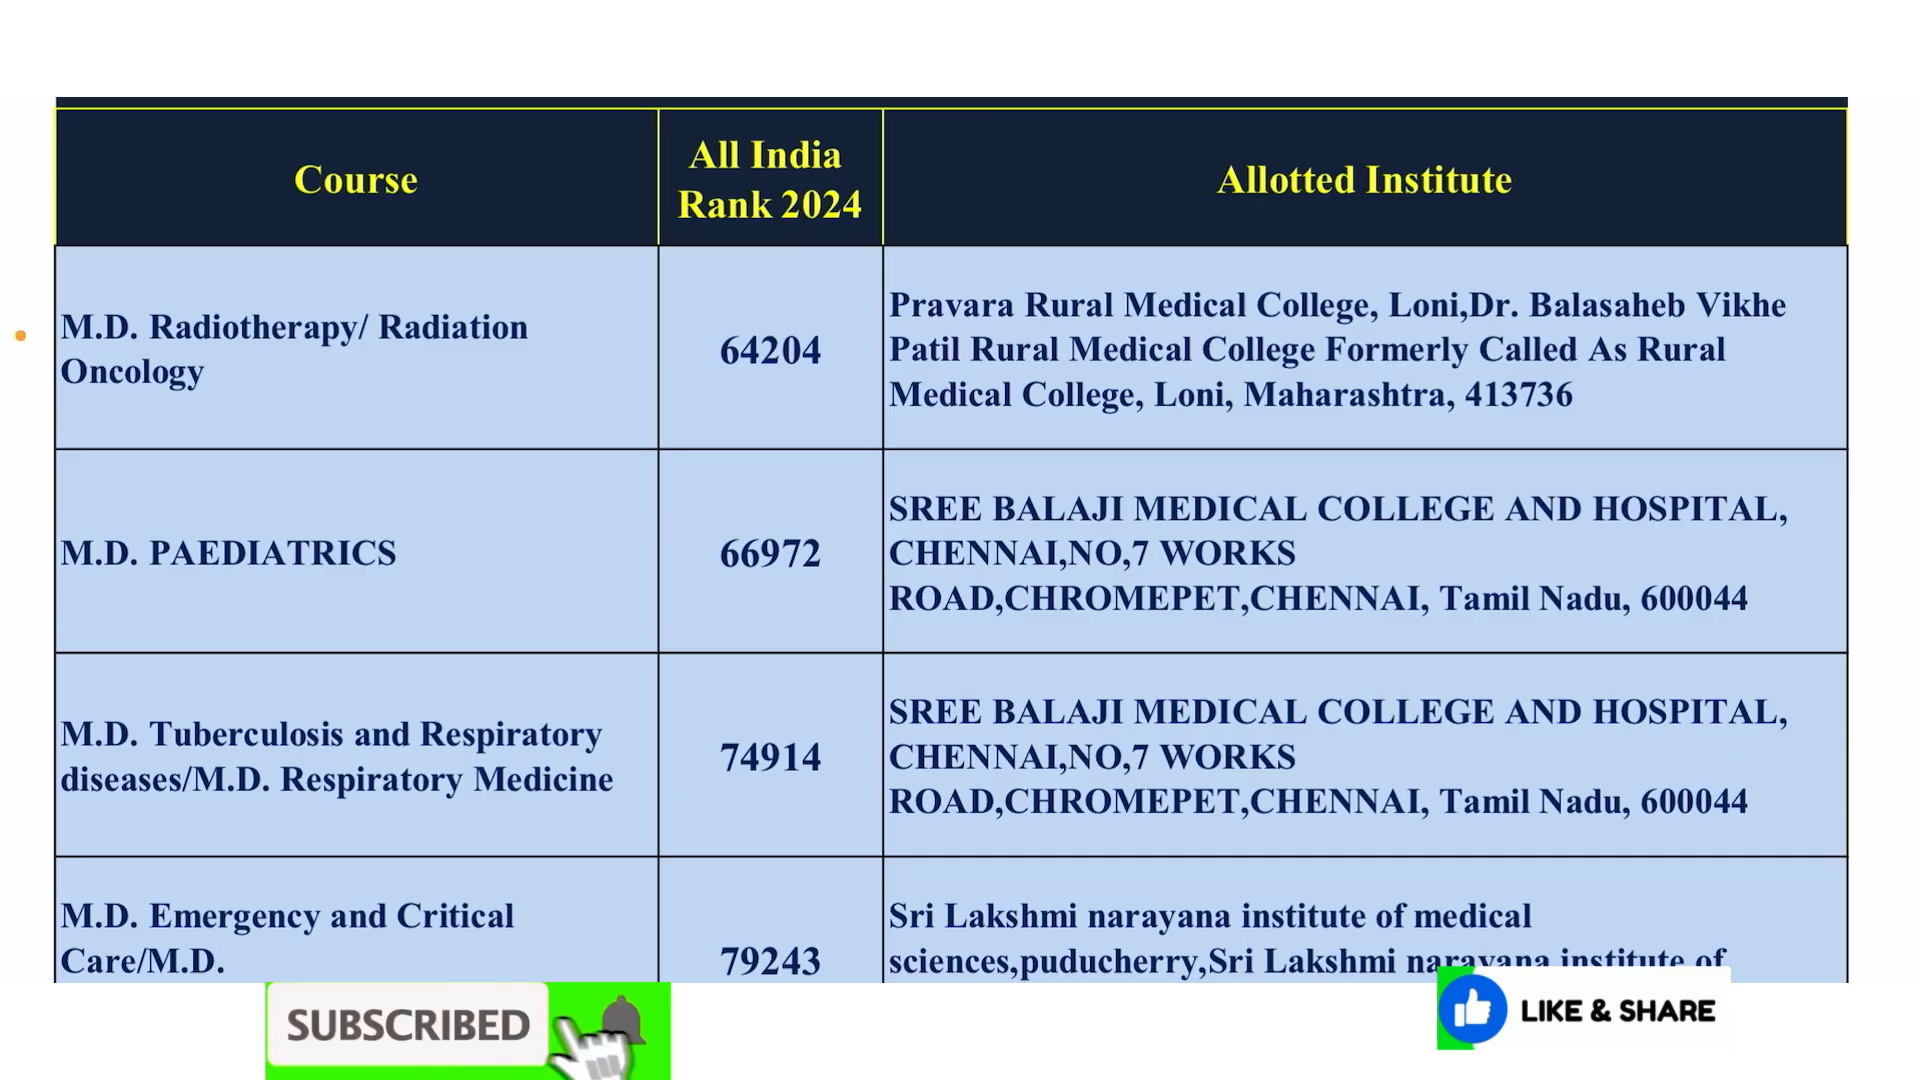 Course
All India
Rank 2024
Allotted Institute
M.D. Radiotherapy/ Radiation
Oncology
64204
Pravara Rural Medical College, Loni,Dr. Balasaheb Vikhe
Patil Rural Medical College Formerly Called As Rural
Medical College, Loni, Maharashtra, 413736
M.D. PAEDIATRICS
66972
SREE BALAJI MEDICAL COLLEGE AND HOSPITAL,
CHENNAI,NO,7 WORKS
ROAD,CHROMEPET,CHENNAI, Tamil Nadu, 600044
M.D. Tuberculosis and Respiratory
diseases/M.D. Respiratory Medicine
74914
SREE BALAJI MEDICAL COLLEGE AND HOSPITAL,
CHENNAI,NO,7 WORKS
ROAD,CHROMEPET,CHENNAI, Tamil Nadu, 600044
M.D. Emergency and Critical
Care/M.D.
79243
Sri Lakshmi narayana institute of medical
sciences,puducherry,Sri Lakshmi narayana institute of
SUBSCRIBED
LIKE & SHARE